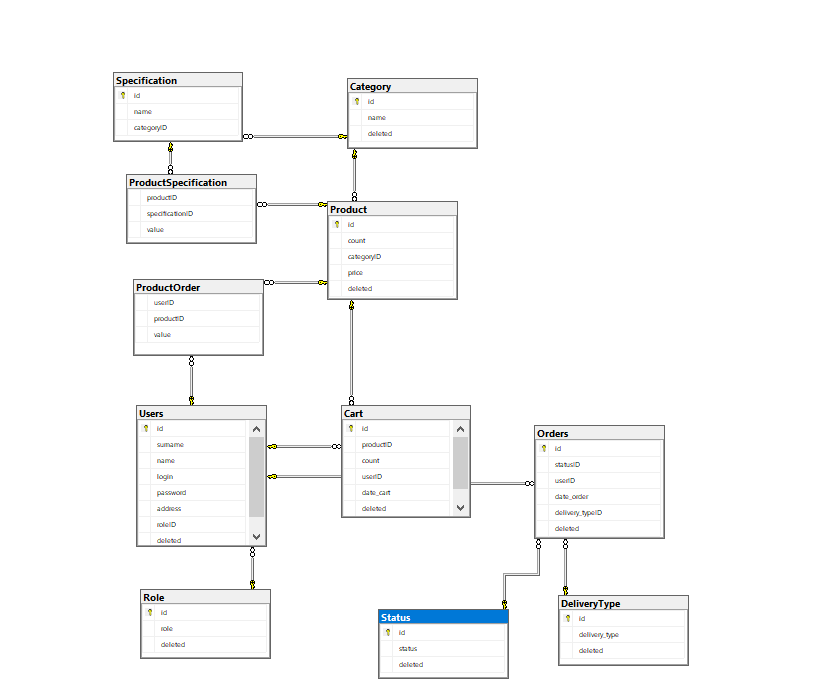 Specification
id
name
categoryID
Category
id
name
deleted
ProductSpecification
productID
specificationID
value
Product
id
count
categoryID
price
deleted
ProductOrder
userID
productID
value
Users
id
surname
name
login
password
address
roleID
deleted
Cart
id
productID
count
userID
date_cart
deleted
Orders
id
statusID
userID
date_order
delivery_typeID
deleted
Role
id
role
deleted
Status
id
status
deleted
DeliveryType
id
delivery_type
deleted